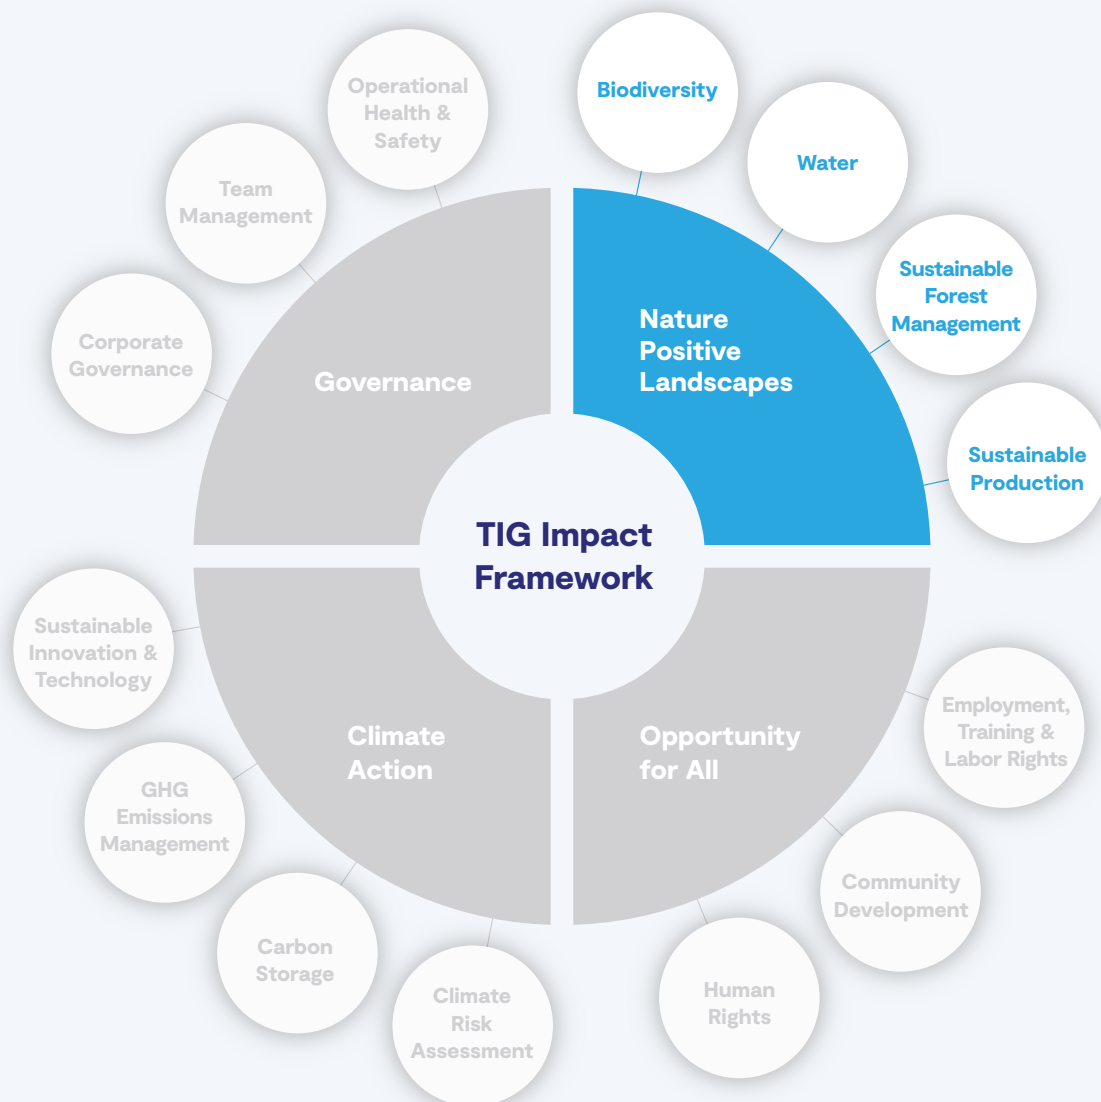 Operational
Health &
Safety
Biodiversity
Team
Management
Water
Corporate
Governance
Sustainable
Forest
Management
Governance
Nature
Positive
Landscapes
Sustainable
Production
TIG Impact
Framework
Sustainable
Innovation &
Technology
Climate
Action
Opportunity
for All
Employment,
Training &
Labor Rights
GHG
Emissions
Management
Community
Development
Carbon
Storage
Climate
Risk
Assessment
Human
Rights